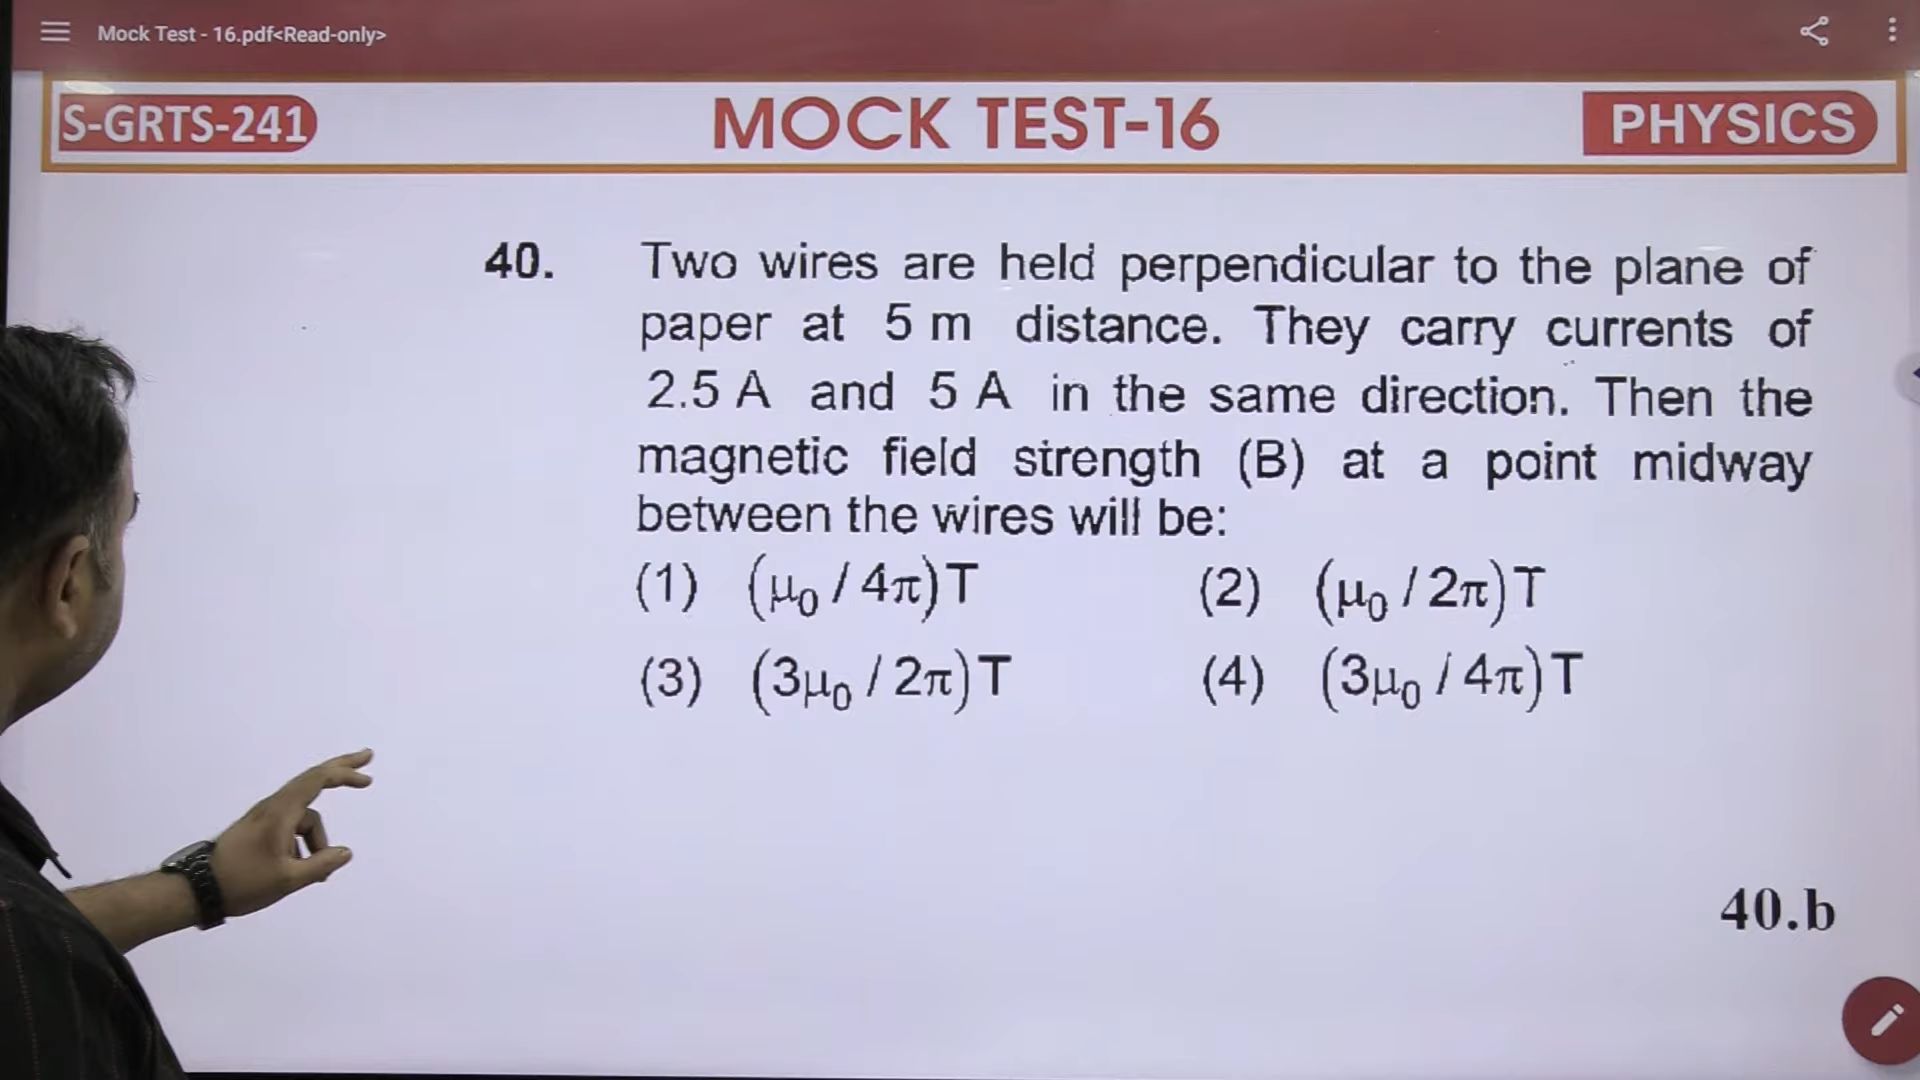 Mock Test - 16.pdf<Read-only>
S-GRTS-241
MOCK TEST-16
PHYSICS
40. Two wires are held perpendicular to the plane of
paper at 5 m distance. They carry currents of
2.5 A and 5 A in the same direction. Then the
magnetic field strength (B) at a point midway
between the wires will be:
(1) (μ₀ / 4π) T (2) (μ₀ / 2π) T
(3) (3μ₀ / 2π) T (4) (3μ₀ / 4π) T
40.b